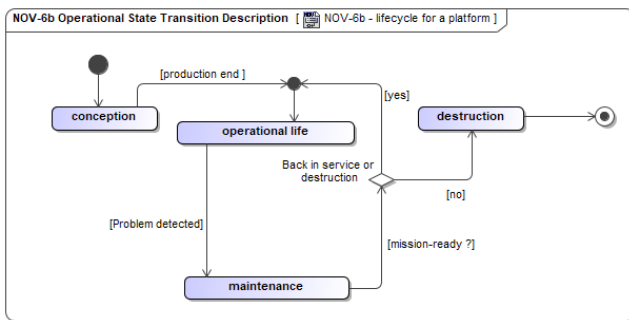 NOV-6b Operational State Transition Description [ NOV-6b - lifecycle for a platform ]
[production end ]
[yes]
conception
destruction
operational life
Back in service or
destruction
[no]
[Problem detected]
[mission-ready ?]
maintenance